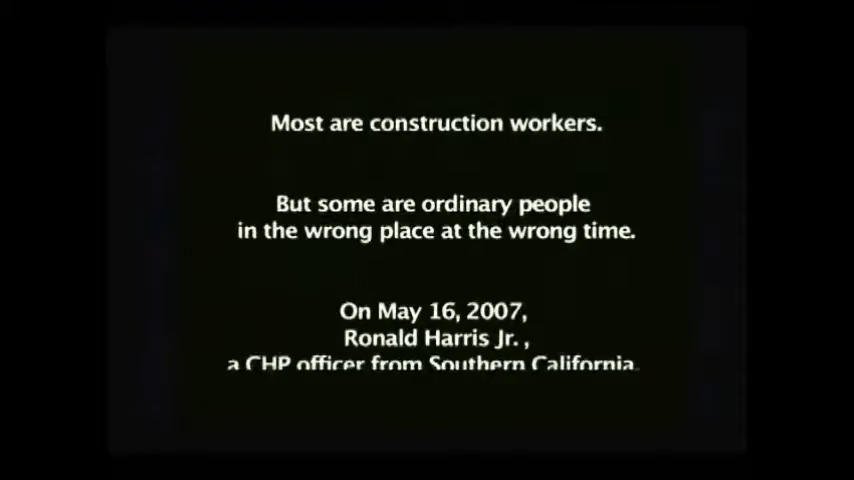 Most are construction workers.
But some are ordinary people
in the wrong place at the wrong time.
On May 16, 2007,
Ronald Harris Jr. ,
a CHP officer from Southern California,